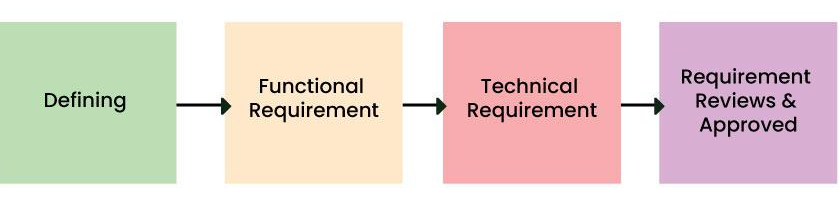 Defining
Functional
Requirement
Technical
Requirement
Requirement
Reviews &
Approved